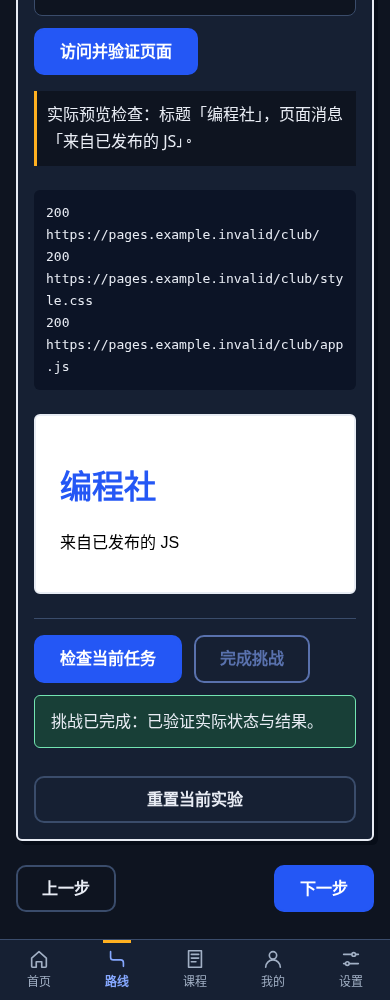 访问并验证页面
实际预览检查：标题「编程社」，页面消息
「来自已发布的 JS」。
200
https://pages.example.invalid/club/
200
https://pages.example.invalid/club/sty
le.css
200
https://pages.example.invalid/club/app
.js
编程社
来自已发布的 JS
检查当前任务 完成挑战
挑战已完成：已验证实际状态与结果。
重置当前实验
上一步 下一步
首页 路线 课程 我的 设置